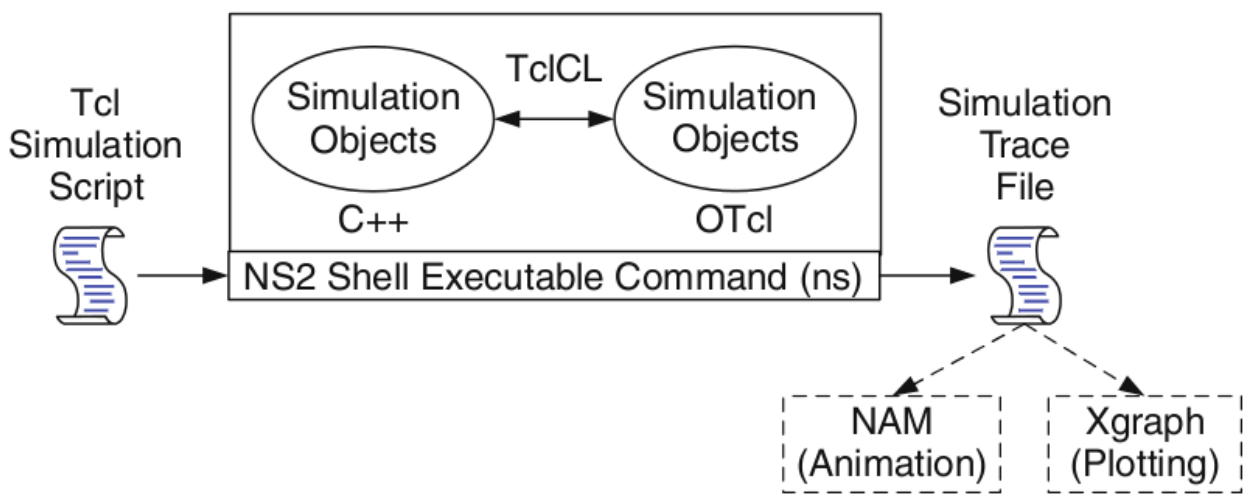 Tcl
Simulation
Script
Simulation
Objects
C++
TclCL
Simulation
Objects
OTcl
NS2 Shell Executable Command (ns)
Simulation
Trace
File
NAM
(Animation)
Xgraph
(Plotting)